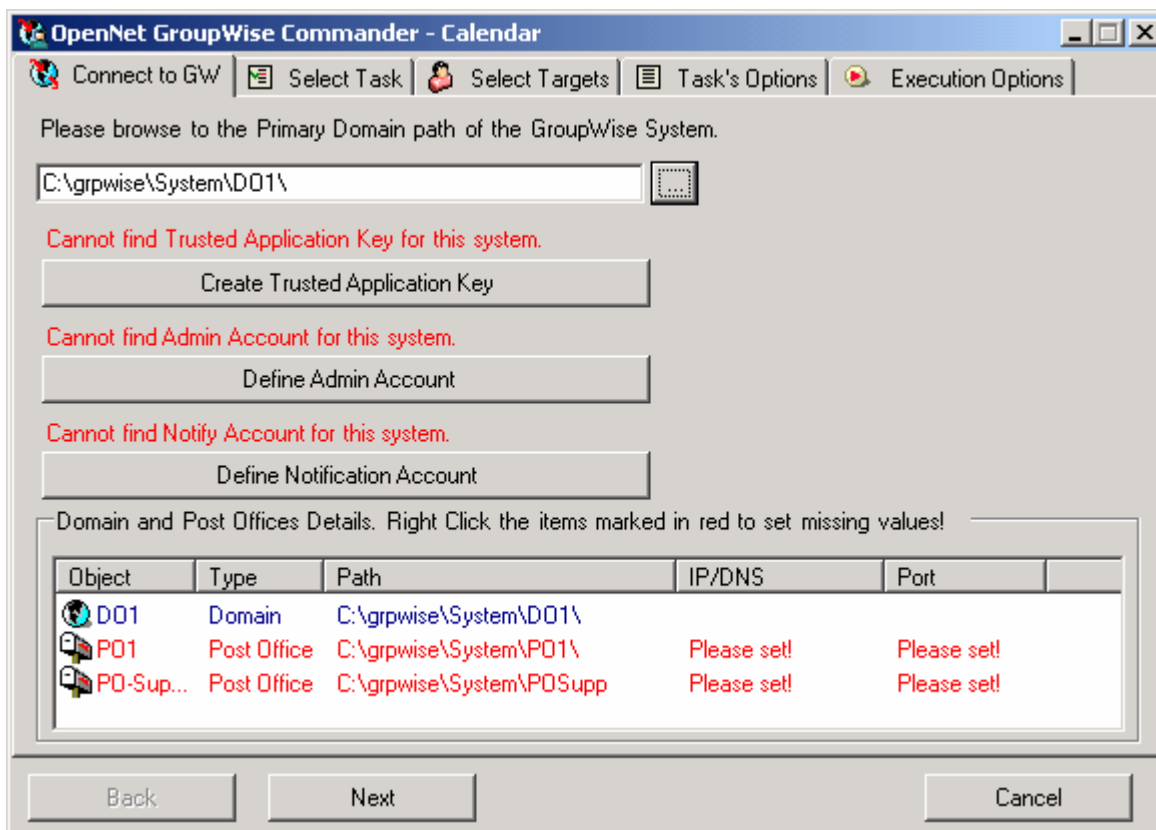 OpenNet GroupWise Commander - Calendar
Connect to GW Select Task Select Targets Task's Options Execution Options
Please browse to the Primary Domain path of the GroupWise System.
C:\grpwise\System\DO1\ ...
Cannot find Trusted Application Key for this system.
Create Trusted Application Key
Cannot find Admin Account for this system.
Define Admin Account
Cannot find Notify Account for this system.
Define Notification Account
Domain and Post Offices Details. Right Click the items marked in red to set missing values!
Object Type Path IP/DNS Port
DO1 Domain C:\grpwise\System\DO1\
PO1 Post Office C:\grpwise\System\PO1\ Please set! Please set!
PO-Sup... Post Office C:\grpwise\System\POSupp Please set! Please set!
Back Next Cancel